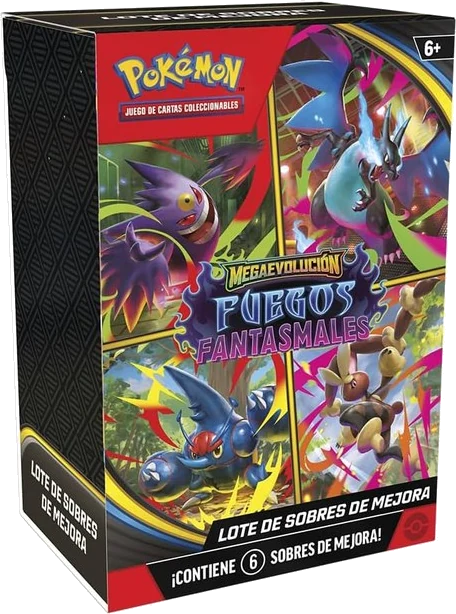 6+
POKÉMON
TM
JUEGO DE CARTAS COLECCIONABLES
MEGAEVOLUCIÓN
FUEGOS
FANTASMALES
LOTE DE SOBRES
DE MEJORA
LOTE DE SOBRES DE MEJORA
¡CONTIENE 6 SOBRES DE MEJORA!